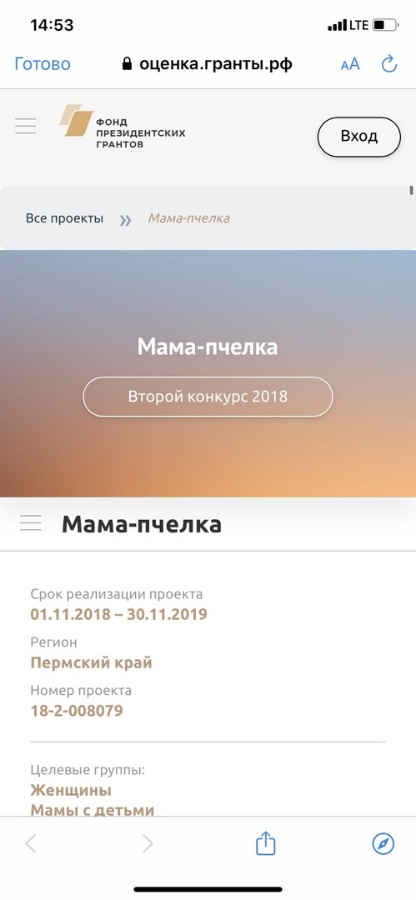 14:53
LTE
Готово
оценка.гранты.рф
АА
ФОНД
ПРЕЗИДЕНТСКИХ
ГРАНТОВ
Вход
Все проекты » Мама-пчелка
Мама-пчелка
Второй конкурс 2018
Мама-пчелка
Срок реализации проекта
01.11.2018 – 30.11.2019
Регион
Пермский край
Номер проекта
18-2-008079
Целевые группы:
Женщины
Мамы с детьми